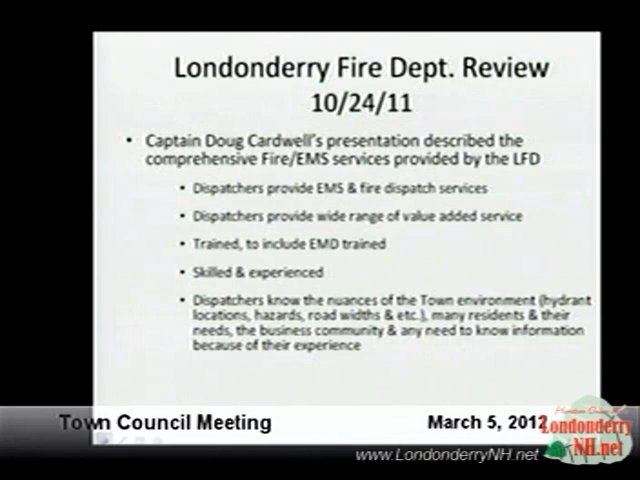 Londonderry Fire Dept. Review
10/24/11
• Captain Doug Cardwell's presentation described the
comprehensive Fire/EMS services provided by the LFD
• Dispatchers provide EMS & fire dispatch services
• Dispatchers provide wide range of value added service
• Trained, to include EMD trained
• Skilled & experienced
• Dispatchers know the nuances of the Town environment (hydrant
locations, hazards, road widths & etc.), many residents & their
needs, the business community & any need to know information
because of their experience
Town Council Meeting
March 5, 2012
Londonderry
NH.net
www.LondonderryNH.net